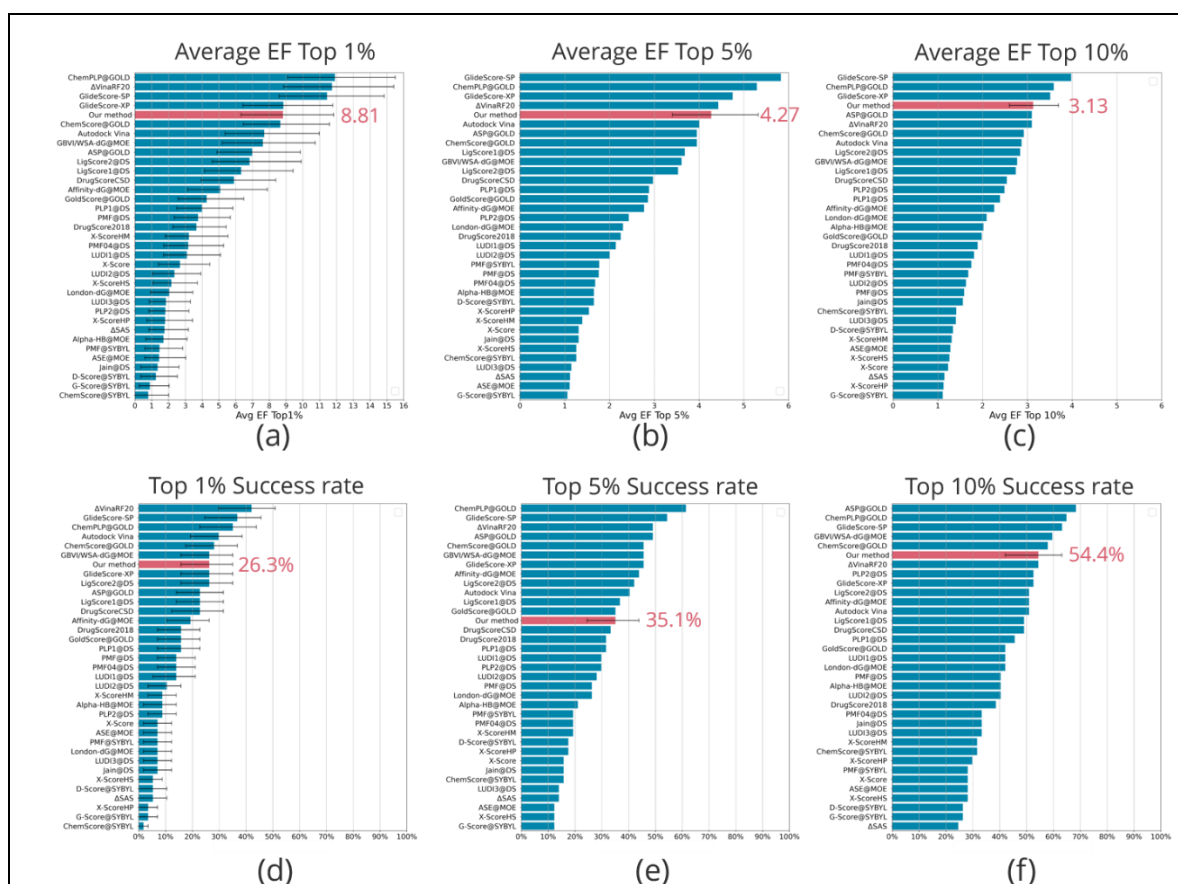 Average EF Top 1%
ChemPLP@GOLD
ΔVinaRF20
GlideScore-SP
GlideScore-XP
Our method
8.81
ChemScore@GOLD
Autodock Vina
GBVI/WSA-dG@MOE
ASP@GOLD
LigScore2@DS
LigScore1@DS
DrugScoreCSD
Affinity-dG@MOE
GoldScore@GOLD
PLP1@DS
PMF@DS
DrugScore2018
X-ScoreHM
PMF04@DS
LUDI1@DS
X-Score
LUDI2@DS
X-ScoreHS
London-dG@MOE
LUDI3@DS
PLP2@DS
X-ScoreHP
ΔSAS
Alpha-HB@MOE
PMF@SYBYL
ASE@MOE
Jain@DS
D-Score@SYBYL
G-Score@SYBYL
ChemScore@SYBYL
0 1 2 3 4 5 6 7 8 9 10 11 12 13 14 15 16
Avg EF Top1%
(a)
Average EF Top 5%
GlideScore-SP
ChemPLP@GOLD
GlideScore-XP
ΔVinaRF20
Our method
4.27
Autodock Vina
ASP@GOLD
ChemScore@GOLD
LigScore1@DS
GBVI/WSA-dG@MOE
LigScore2@DS
DrugScoreCSD
PLP1@DS
GoldScore@GOLD
Affinity-dG@MOE
PLP2@DS
London-dG@MOE
DrugScore2018
LUDI1@DS
LUDI2@DS
PMF@SYBYL
PMF@DS
PMF04@DS
Alpha-HB@MOE
D-Score@SYBYL
X-ScoreHP
X-ScoreHM
X-Score
Jain@DS
X-ScoreHS
ChemScore@SYBYL
LUDI3@DS
ΔSAS
ASE@MOE
G-Score@SYBYL
0 1 2 3 4 5 6
Avg EF Top 5%
(b)
Average EF Top 10%
GlideScore-SP
ChemPLP@GOLD
GlideScore-XP
Our method
3.13
ASP@GOLD
ΔVinaRF20
ChemScore@GOLD
Autodock Vina
LigScore2@DS
GBVI/WSA-dG@MOE
LigScore1@DS
DrugScoreCSD
PLP2@DS
PLP1@DS
Affinity-dG@MOE
London-dG@MOE
Alpha-HB@MOE
GoldScore@GOLD
DrugScore2018
LUDI1@DS
PMF04@DS
PMF@SYBYL
LUDI2@DS
PMF@DS
Jain@DS
ChemScore@SYBYL
LUDI3@DS
D-Score@SYBYL
X-ScoreHM
ASE@MOE
X-ScoreHS
X-Score
ΔSAS
X-ScoreHP
G-Score@SYBYL
0 1 2 3 4 5 6
Avg EF Top 10%
(c)
Top 1% Success rate
ΔVinaRF20
GlideScore-SP
ChemPLP@GOLD
Autodock Vina
ChemScore@GOLD
GBVI/WSA-dG@MOE
Our method
26.3%
GlideScore-XP
LigScore2@DS
ASP@GOLD
LigScore1@DS
DrugScoreCSD
Affinity-dG@MOE
DrugScore2018
GoldScore@GOLD
PLP1@DS
PMF@DS
PMF04@DS
LUDI1@DS
LUDI2@DS
X-ScoreHM
Alpha-HB@MOE
PLP2@DS
X-Score
ASE@MOE
PMF@SYBYL
London-dG@MOE
LUDI3@DS
Jain@DS
X-ScoreHS
D-Score@SYBYL
ΔSAS
X-ScoreHP
G-Score@SYBYL
ChemScore@SYBYL
0% 10% 20% 30% 40% 50% 60% 70% 80% 90% 100%
(d)
Top 5% Success rate
ChemPLP@GOLD
GlideScore-SP
ΔVinaRF20
ASP@GOLD
ChemScore@GOLD
GBVI/WSA-dG@MOE
GlideScore-XP
Affinity-dG@MOE
LigScore2@DS
Autodock Vina
LigScore1@DS
GoldScore@GOLD
Our method
35.1%
DrugScoreCSD
DrugScore2018
PLP1@DS
LUDI1@DS
PLP2@DS
LUDI2@DS
PMF@DS
London-dG@MOE
Alpha-HB@MOE
PMF@SYBYL
PMF04@DS
X-ScoreHM
D-Score@SYBYL
X-ScoreHP
X-Score
Jain@DS
ChemScore@SYBYL
LUDI3@DS
ΔSAS
ASE@MOE
X-ScoreHS
G-Score@SYBYL
0% 10% 20% 30% 40% 50% 60% 70% 80% 90% 100%
(e)
Top 10% Success rate
ASP@GOLD
ChemPLP@GOLD
GlideScore-SP
GBVI/WSA-dG@MOE
ChemScore@GOLD
Our method
54.4%
ΔVinaRF20
PLP2@DS
GlideScore-XP
LigScore2@DS
Affinity-dG@MOE
Autodock Vina
LigScore1@DS
DrugScoreCSD
PLP1@DS
GoldScore@GOLD
LUDI1@DS
London-dG@MOE
PMF@DS
Alpha-HB@MOE
LUDI2@DS
DrugScore2018
PMF04@DS
Jain@DS
LUDI3@DS
X-ScoreHM
ChemScore@SYBYL
X-ScoreHP
PMF@SYBYL
X-Score
ASE@MOE
X-ScoreHS
D-Score@SYBYL
G-Score@SYBYL
ΔSAS
0% 10% 20% 30% 40% 50% 60% 70% 80% 90% 100%
(f)